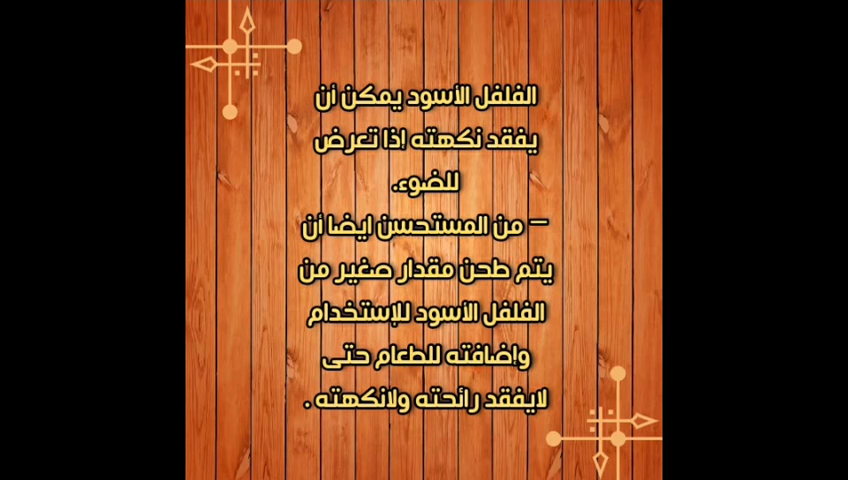 الفلفل الأسود يمكن أن
يفقد نكهته إذا تعرض
للضوء.
– من المستحسن ايضا أن
يتم طحن مقدار صغير من
الفلفل الأسود للإستخدام
وإضافته للطعام حتى
لايفقد رائحته ولانكهته .